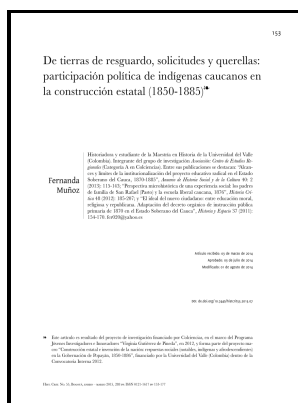 153
De tierras de resguardo, solicitudes y querellas:
participación política de indígenas caucanos en
la construcción estatal (1850-1885)
Fernanda
Muñoz
Historiadora y estudiante de la Maestría en Historia de la Universidad del Valle
(Colombia). Integrante del grupo de investigación Asociación Centro de Estudios Re-
gionales (Categoría A en Colciencias). Entre sus publicaciones se destacan: "Alcan-
ces y límites de la institucionalización del proyecto educativo radical en el Estado
Soberano del Cauca, 1870-1885", Anuario de Historia Social y de la Cultura 40: 2
(2013): 115-143; "Perspectiva microhistórica de una experiencia social: los padres
de familia de San Rafael (Pasto) y la escuela liberal caucana, 1876", Historia Crí-
tica 48 (2012): 185-207; y "El ideal del nuevo ciudadano: entre educación moral,
religiosa y republicana. Adaptación del decreto orgánico de instrucción pública
primaria de 1870 en el Estado Soberano del Cauca", Historia y Espacio 37 (2011):
154-178.
Artículo recibido: 03 de marzo de 2014
Aprobado: 02 de julio de 2014
Modificado: 01 de agosto de 2014
Este artículo es resultado del proyecto de investigación financiado por Colciencias, en el marco del Programa
Jóvenes Investigadores e Innovadores "Virginia Gutiérrez de Pineda", en 2012, y forma parte del proyecto ma-
yor: "Construcción estatal e invención de la nación: respuestas sociales (notables, indígenas y afrodescendientes)
en la Gobernación de Popayán, 1830-1886", financiado por la Universidad del Valle (Colombia) dentro de la
Convocatoria Interna 2012.